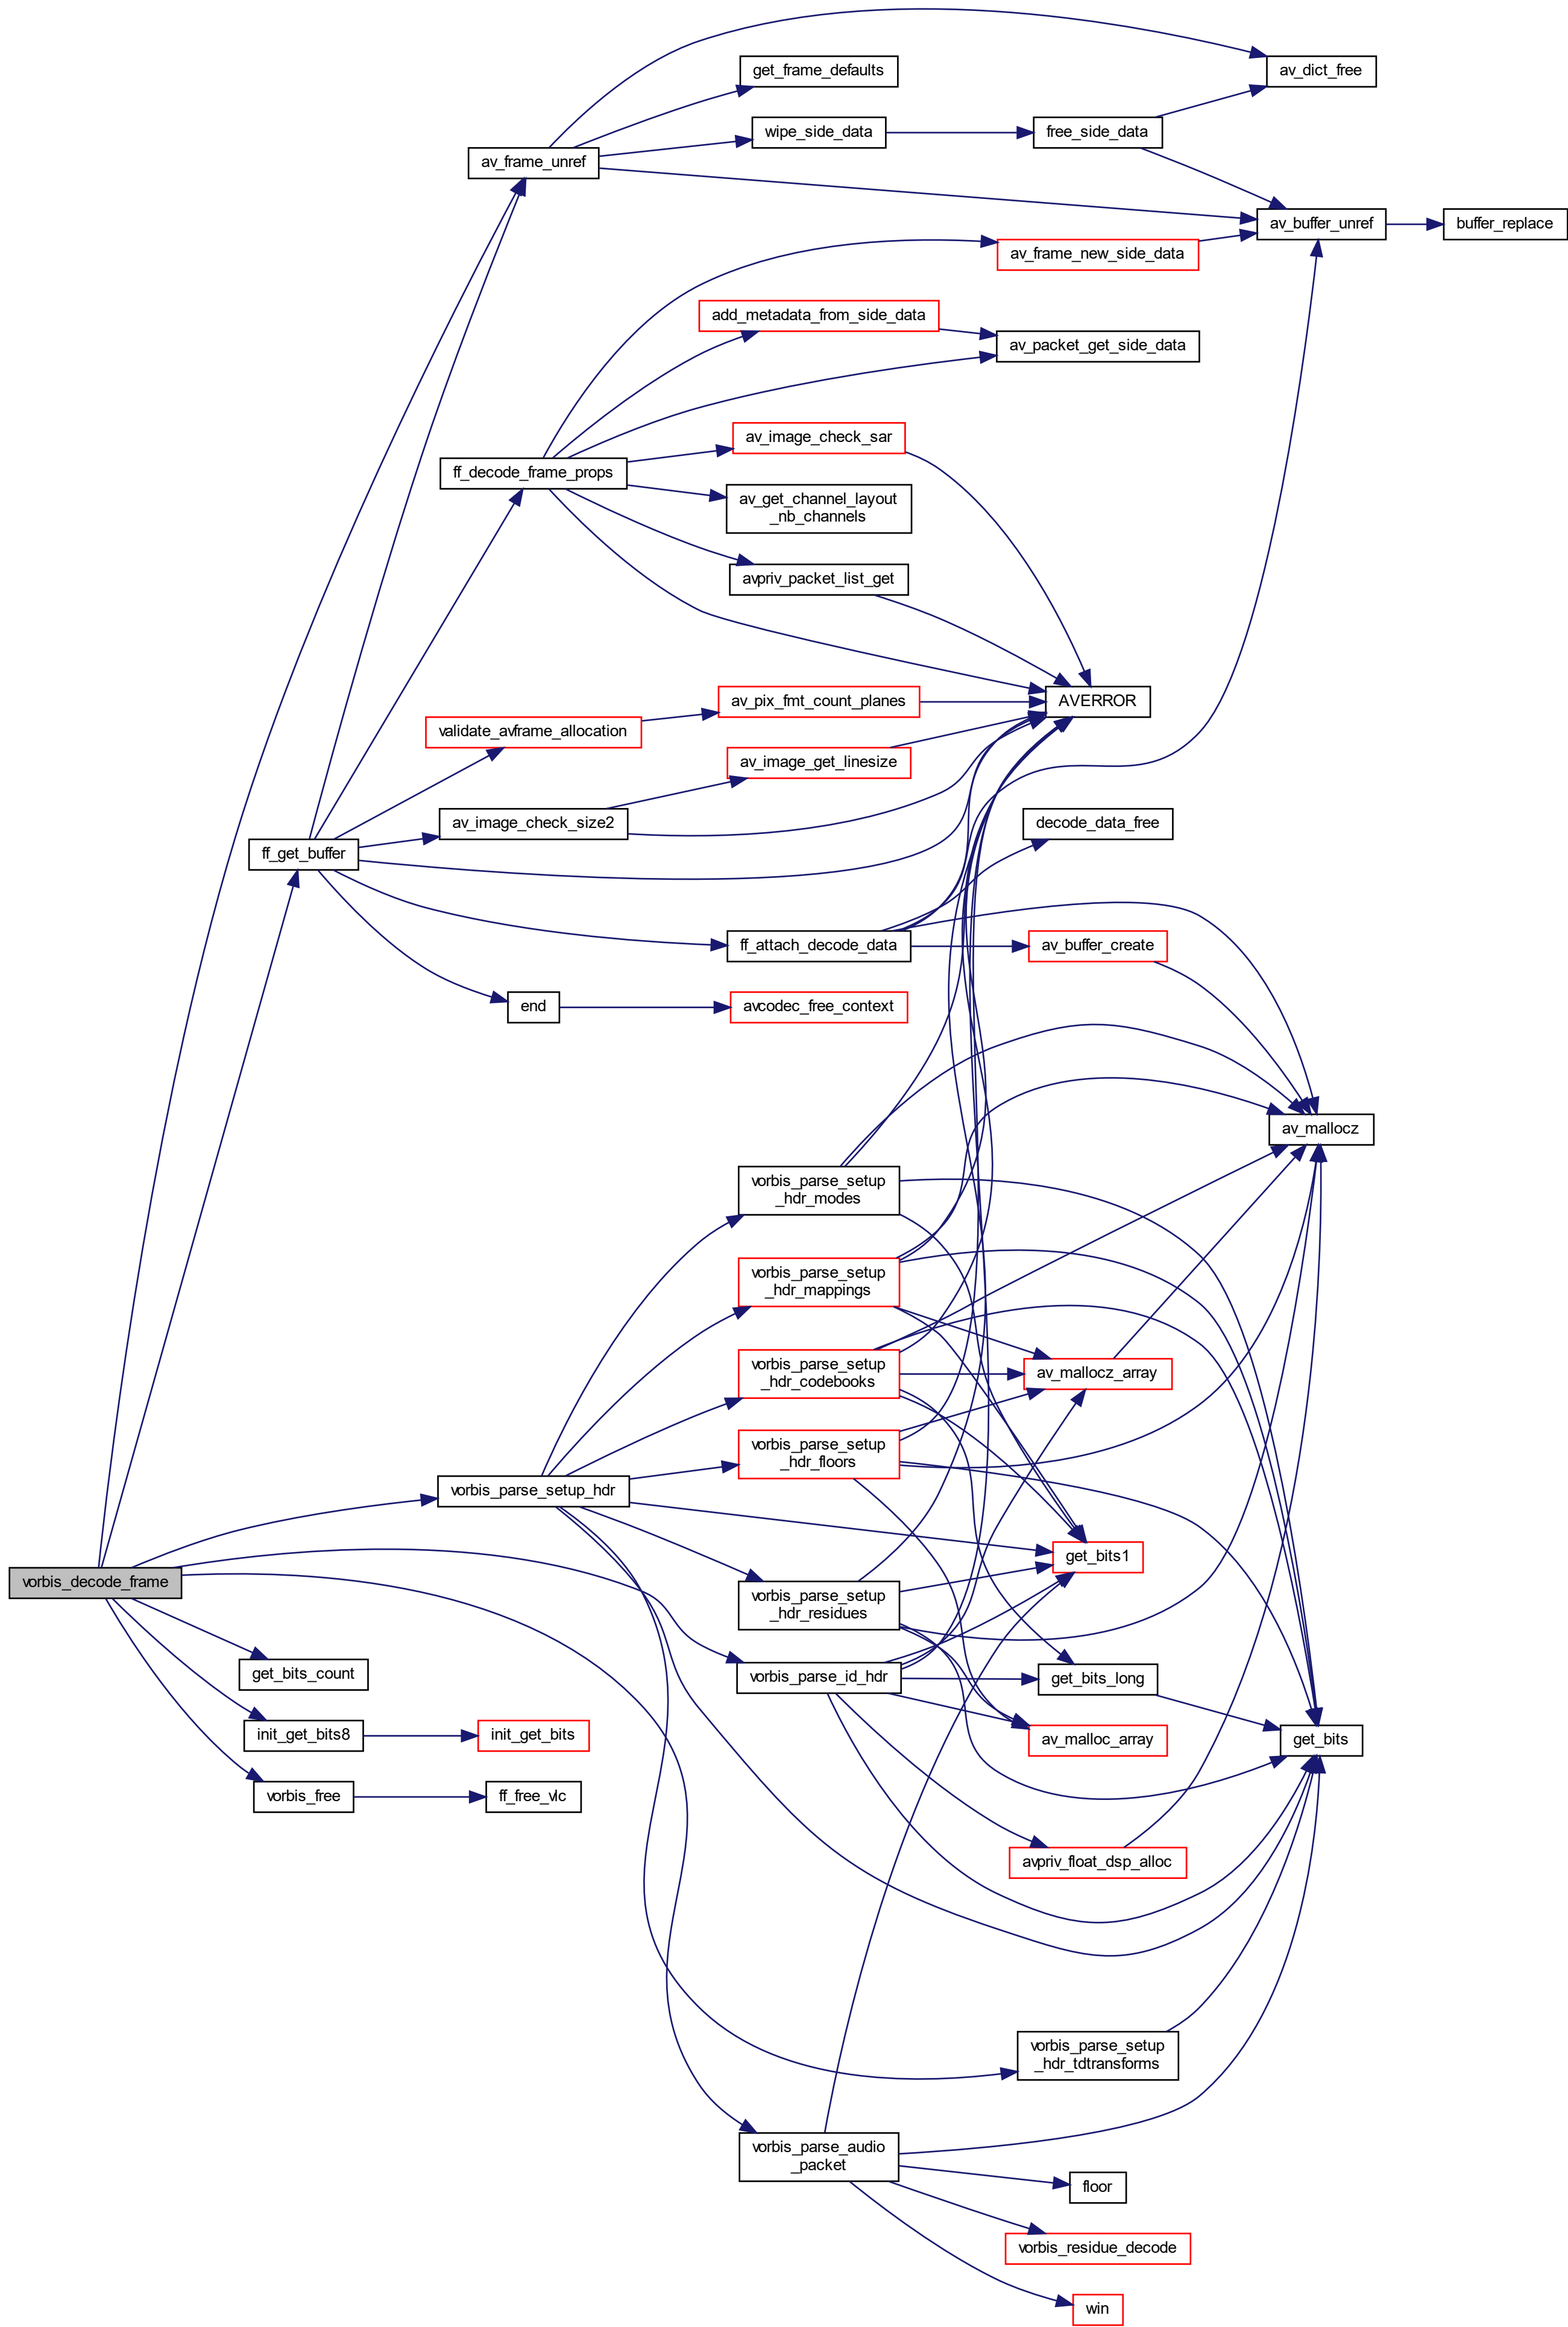 get_frame_defaults
av_dict_free
wipe_side_data
free_side_data
av_frame_unref
av_buffer_unref
buffer_replace
av_frame_new_side_data
add_metadata_from_side_data
av_packet_get_side_data
av_image_check_sar
ff_decode_frame_props
av_get_channel_layout
_nb_channels
avpriv_packet_list_get
AVERROR
av_pix_fmt_count_planes
validate_avframe_allocation
av_image_get_linesize
av_image_check_size2
decode_data_free
ff_get_buffer
ff_attach_decode_data
av_buffer_create
end
avcodec_free_context
av_mallocz
vorbis_parse_setup
_hdr_modes
vorbis_parse_setup
_hdr_mappings
vorbis_parse_setup
_hdr_codebooks
av_mallocz_array
vorbis_parse_setup
_hdr_floors
vorbis_parse_setup_hdr
get_bits1
vorbis_decode_frame
vorbis_parse_setup
_hdr_residues
get_bits_count
vorbis_parse_id_hdr
get_bits_long
init_get_bits8
init_get_bits
av_malloc_array
get_bits
vorbis_free
ff_free_vlc
avpriv_float_dsp_alloc
vorbis_parse_setup
_hdr_tdtransforms
vorbis_parse_audio
_packet
floor
vorbis_residue_decode
win